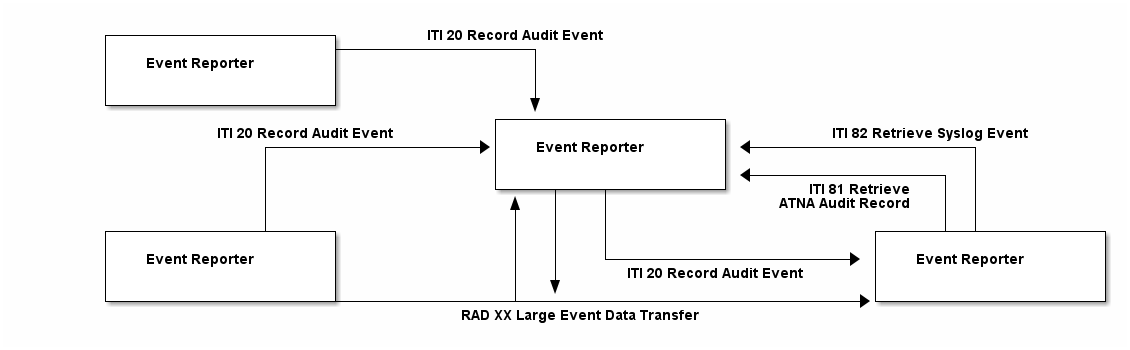 ITI 20 Record Audit Event
Event Reporter
ITI 20 Record Audit Event
Event Reporter
ITI 82 Retrieve Syslog Event
ITI 81 Retrieve
ATNA Audit Record
Event Reporter
Event Reporter
ITI 20 Record Audit Event
RAD XX Large Event Data Transfer